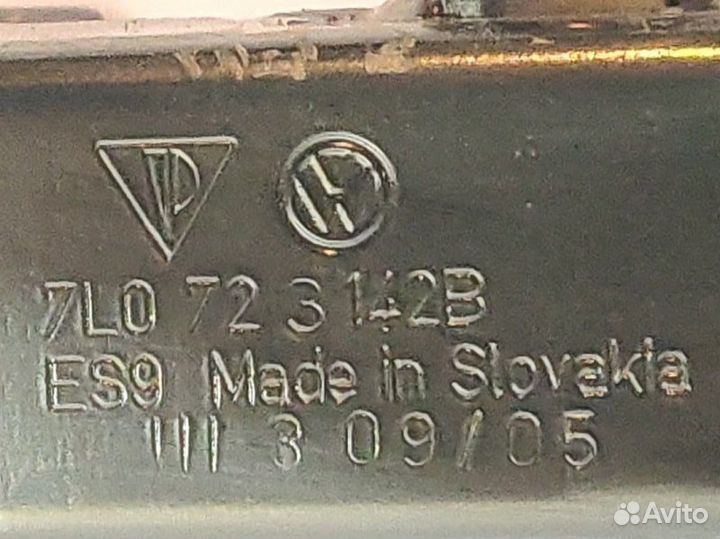 7L0 723 142B
ES9 Made in Slovakia
III 3 09/05
Avito